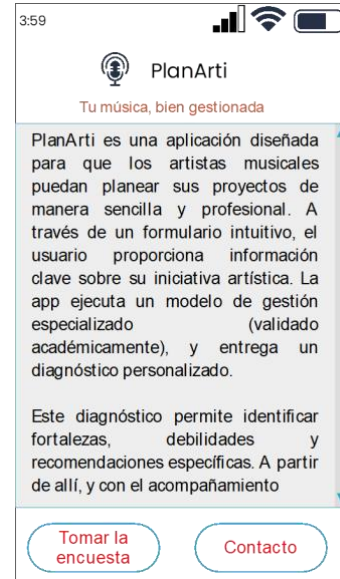 3:59
PlanArti
Tu música, bien gestionada
PlanArti es una aplicación diseñada
para que los artistas musicales
puedan planear sus proyectos de
manera sencilla y profesional. A
través de un formulario intuitivo, el
usuario proporciona información
clave sobre su iniciativa artística. La
app ejecuta un modelo de gestión
especializado (validado
académicamente), y entrega un
diagnóstico personalizado.
Este diagnóstico permite identificar
fortalezas, debilidades y
recomendaciones específicas. A partir
de allí, y con el acompañamiento
Tomar la
encuesta
Contacto